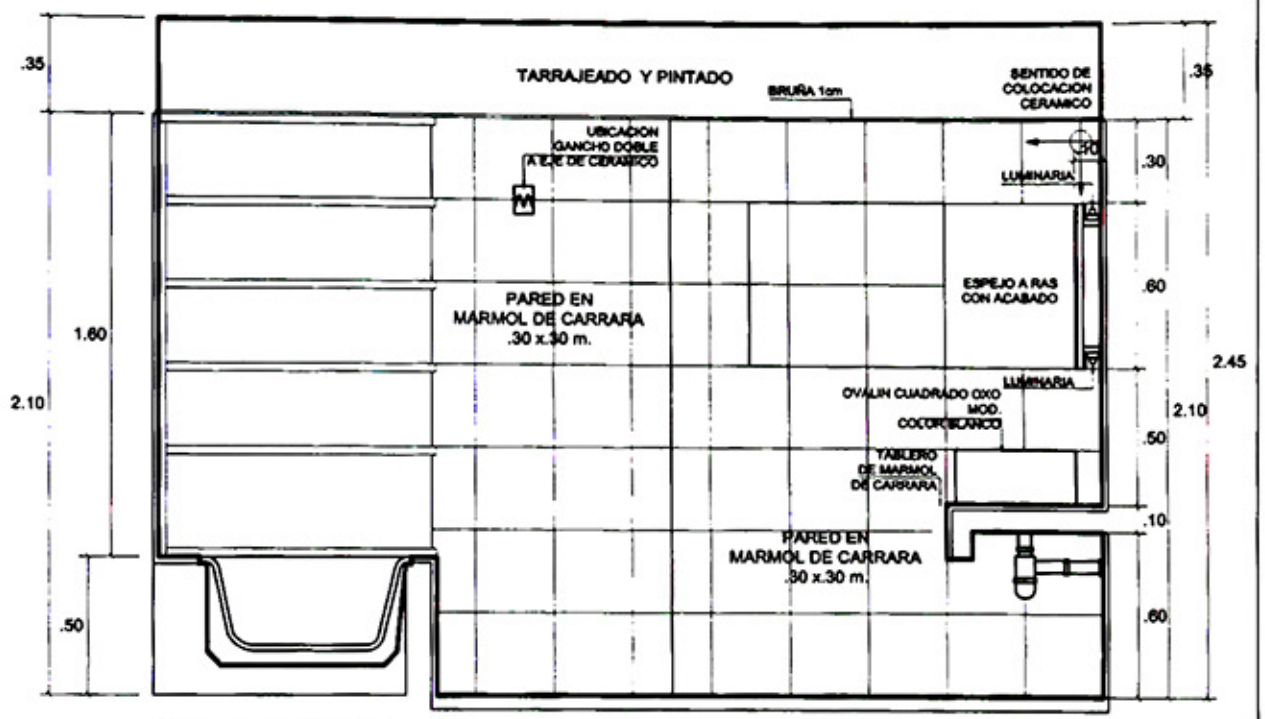 .35
TARRAJEADO Y PINTADO
BRUÑA 1cm
SENTIDO DE
COLOCACION
CERAMICO
.35
UBICACION
GANCHO DOBLE
A EJE DE CERAMICO
.30
LUMINARIA
PARED EN
MARMOL DE CARRARA
.30 x.30 m.
ESPEJO A RAS
CON ACABADO
.60
1.60
2.45
LUMINARIA
OVALIN CUADRADO OXO
MOD.
COLOR BLANCO
2.10
2.10
.50
TABLERO
DE MARMOL
DE CARRARA
.10
PARED EN
MARMOL DE CARRARA
.30 x.30 m.
.50
.60